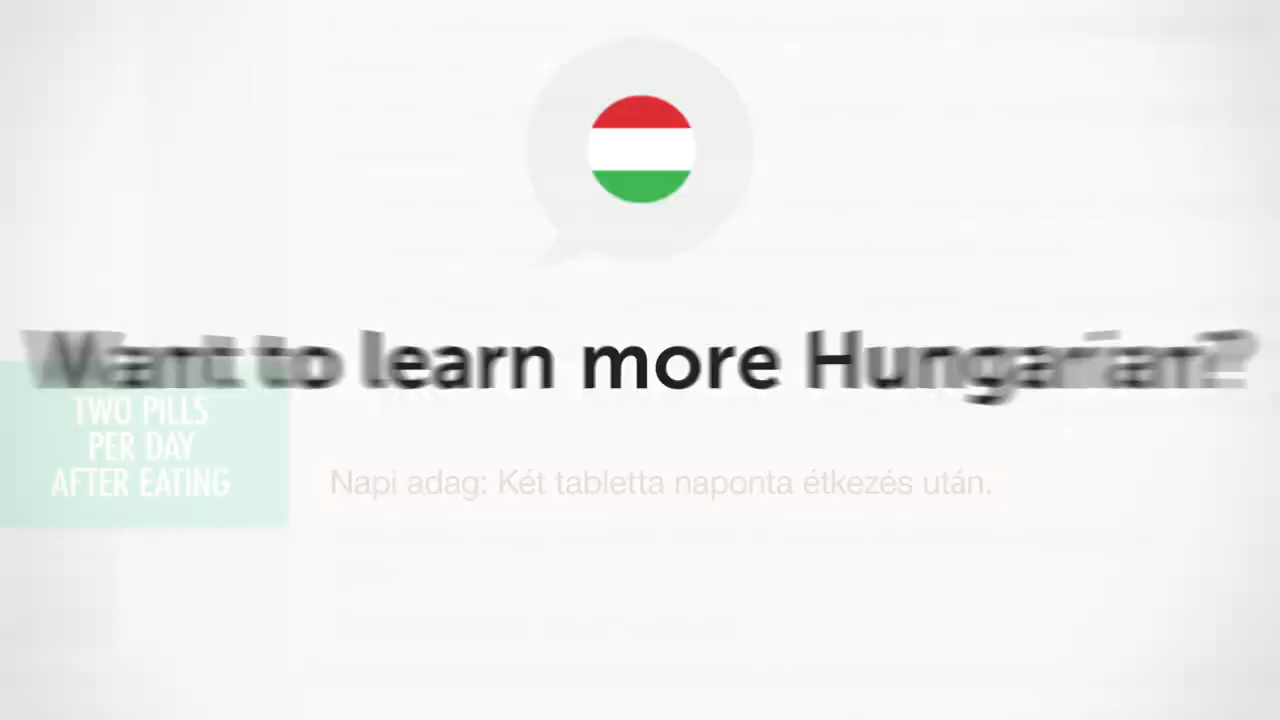 Want to learn more Hungarian?
TWO PILLS
PER DAY
AFTER EATING
Napi adag: Két tabletta naponta étkezés után.